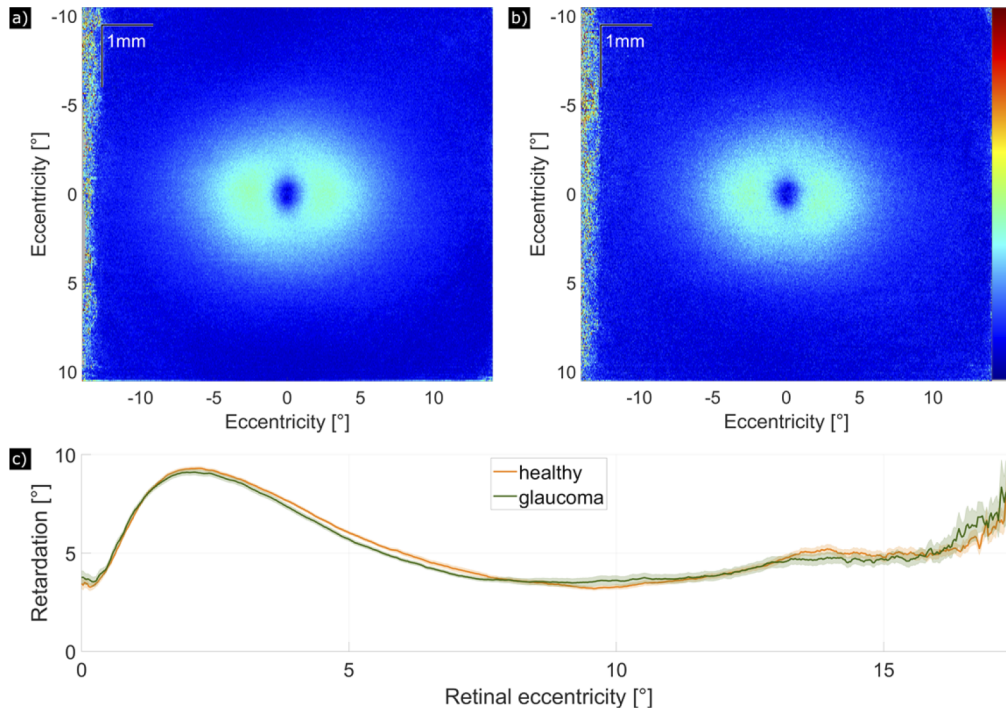 a)
-10
1mm
-5
0
5
10
Eccentricity [°]
-10 -5 0 5 10
Eccentricity [°]
b)
-10
1mm
-5
0
5
10
Eccentricity [°]
-10 -5 0 5 10
Eccentricity [°]
c)
10
5
0
Retardation [°]
healthy
glaucoma
0 5 10 15
Retinal eccentricity [°]